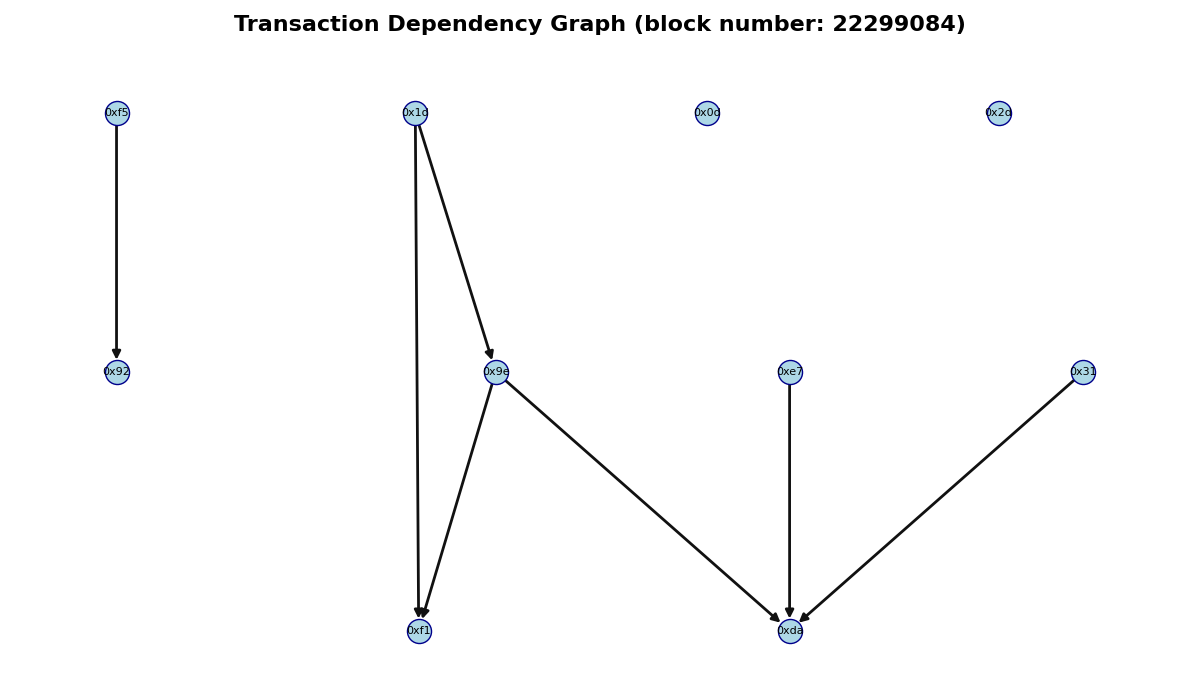 Transaction Dependency Graph (block number: 22299084)
0xf5
0x1d
0x0d
0x2d
0x92
0x9e
0xe7
0x31
0xf1
0xda